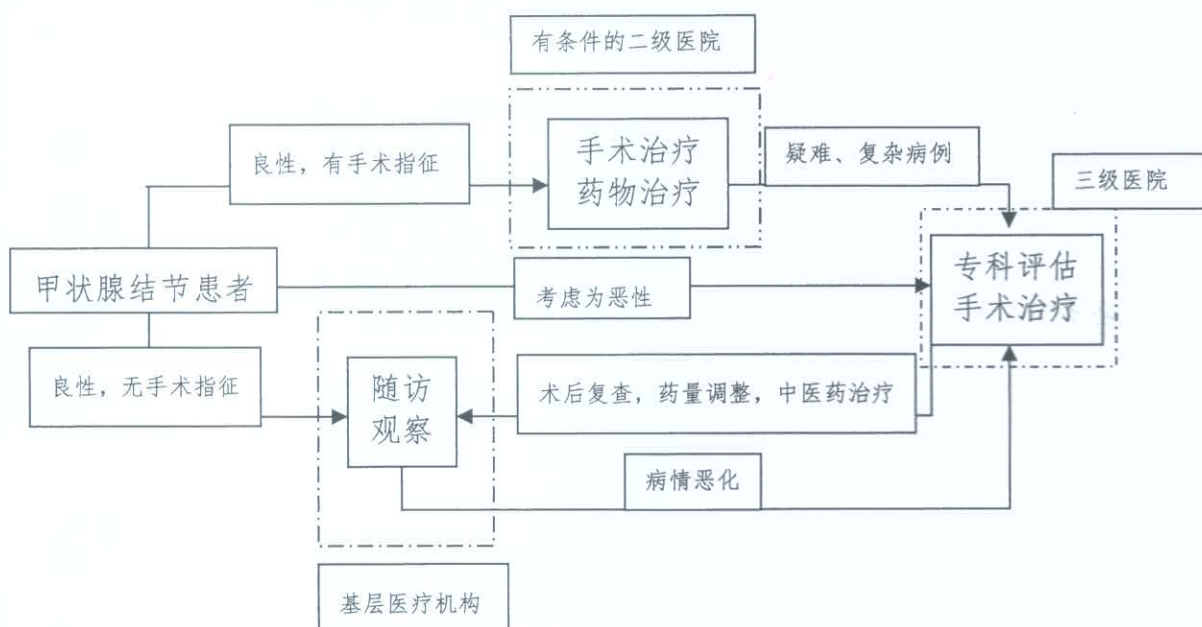 有条件的二级医院
良性，有手术指征
手术治疗
药物治疗
疑难、复杂病例
三级医院
甲状腺结节患者
考虑为恶性
专科评估
手术治疗
良性，无手术指征
随访
观察
术后复查，药量调整，中医药治疗
病情恶化
基层医疗机构